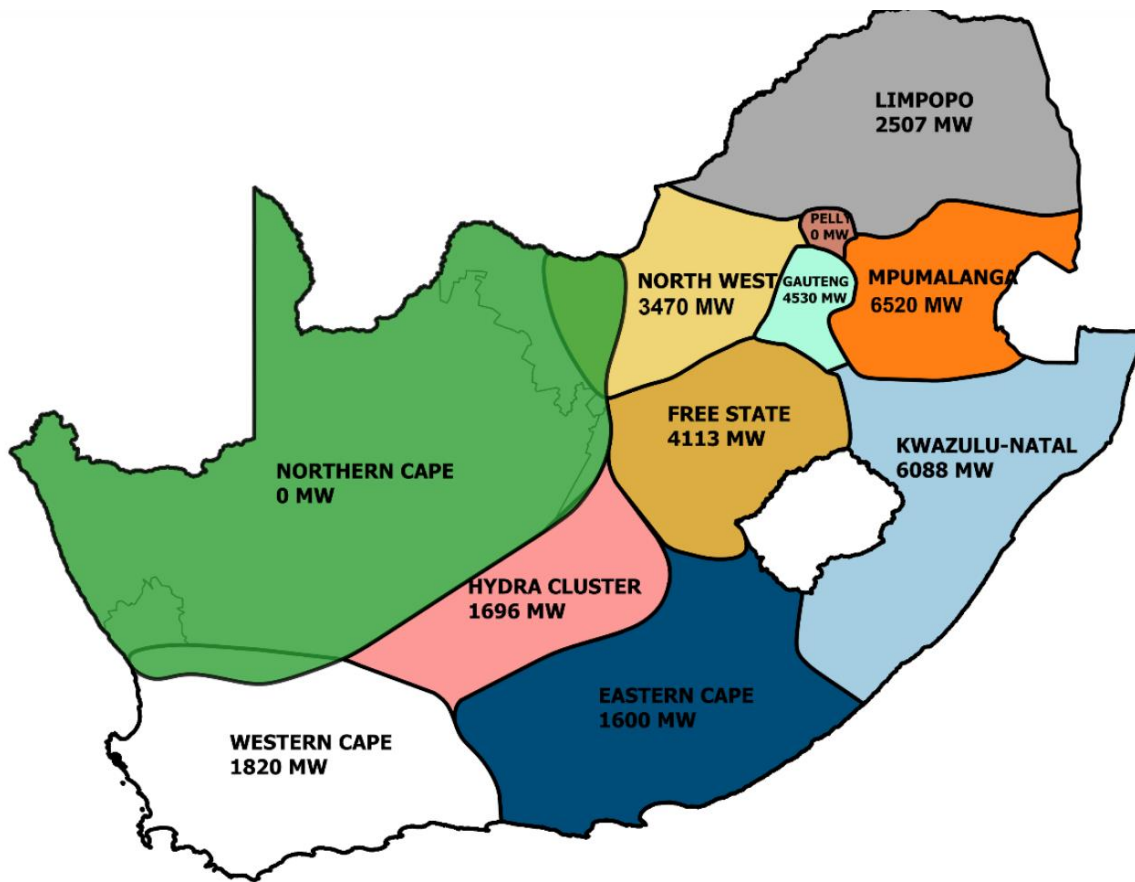 LIMPOPO
2507 MW
PELLY
0 MW
NORTH WEST
3470 MW
GAUTENG
4530 MW
MPUMALANGA
6520 MW
FREE STATE
4113 MW
KWAZULU-NATAL
6088 MW
NORTHERN CAPE
0 MW
HYDRA CLUSTER
1696 MW
EASTERN CAPE
1600 MW
WESTERN CAPE
1820 MW